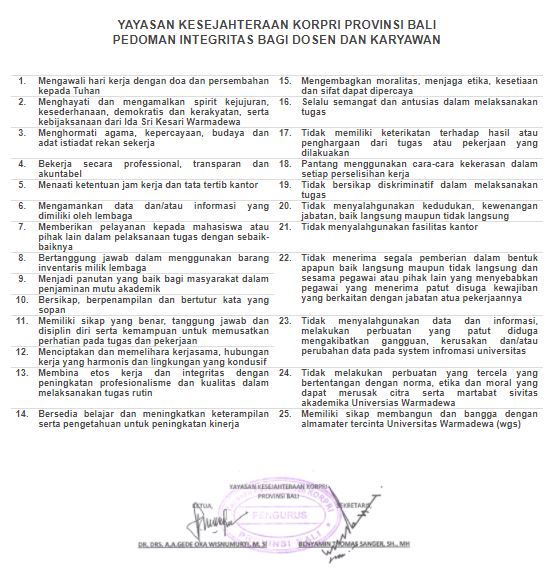 YAYASAN KESEJAHTERAAN KORPRI PROVINSI BALI
PEDOMAN INTEGRITAS BAGI DOSEN DAN KARYAWAN
1. Mengawali hari kerja dengan doa dan persembahan
kepada Tuhan
2. Menghayati dan mengamalkan spirit kejujuran,
kesederhanaan, demokratis dan kerakyatan, serta
kebijaksanaan dari Ida Sri Kesari Warmadewa
3. Menghormati agama, kepercayaan, budaya dan
adat istiadat rekan sekerja
4. Bekerja secara professional, transparan dan
akuntabel
5. Menaati ketentuan jam kerja dan tata tertib kantor
6. Mengamankan data dan/atau informasi yang
dimiliki oleh lembaga
7. Memberikan pelayanan kepada mahasiswa atau
pihak lain dalam pelaksanaan tugas dengan sebaik-
baiknya
8. Bertanggung jawab dalam menggunakan barang
inventaris milik lembaga
9. Menjadi panutan yang baik bagi masyarakat dalam
penjaminan mutu akademik
10. Bersikap, berpenampilan dan bertutur kata yang
sopan
11. Memiliki sikap yang benar, tanggung jawab dan
disiplin diri serta kemampuan untuk memusatkan
perhatian pada tugas dan pekerjaan
12. Menciptakan dan memelihara kerjasama, hubungan
kerja yang harmonis dan lingkungan yang kondusif
13. Membina etos kerja dan integritas dengan
peningkatan profesionalisme dan kualitas dalam
melaksanakan tugas rutin
14. Bersedia belajar dan meningkatkan keterampilan
serta pengetahuan untuk peningkatan kinerja
15. Mengembagkan moralitas, menjaga etika, kesetiaan
dan sifat dapat dipercaya
16. Selalu semangat dan antusias dalam melaksanakan
tugas
17. Tidak memiliki keterikatan terhadap hasil atau
penghargaan dari tugas atau pekerjaan yang
dilakukan
18. Pantang menggunakan cara-cara kekerasan dalam
setiap perselisihan kerja
19. Tidak bersikap diskriminatif dalam melaksanakan
tugas
20. Tidak menyalahgunakan kedudukan, kewenangan
jabatan, baik langsung maupun tidak langsung
21. Tidak menyalahgunakan fasilitas kantor
22. Tidak menerima segala pemberian dalam bentuk
apapun baik langsung maupun tidak langsung dan
sesama pegawai atau pihak lain yang menyebabkan
pegawai yang menerima patut disuga kewajiban
yang berkaitan dengan jabatan atua pekerjaannya
23. Tidak menyalahgunakan data dan informasi,
melakukan perbuatan yang patut diduga
mengakibatkan gangguan, kerusakan dan/atau
perubahan data pada system infromasi universitas
24. Tidak melakukan perbuatan yang tercela yang
bertentangan dengan norma, etika dan moral yang
dapat merusak citra serta martabat sivitas
akademika Universias Warmadewa
25. Memiliki sikap membangun dan bangga dengan
almamater tercinta Universitas Warmadewa (wgs)
YAYASAN KESEJAHTERAAN KORPRI
PROVINSI BALI
KETUA, SEKRETARIS,
PENGURUS
PROVINSI BALI
DR. DRS. A.A.GEDE OKA WISNUMURTI, M. SI BENYAMIN THOMAS SANGER, SH., MH